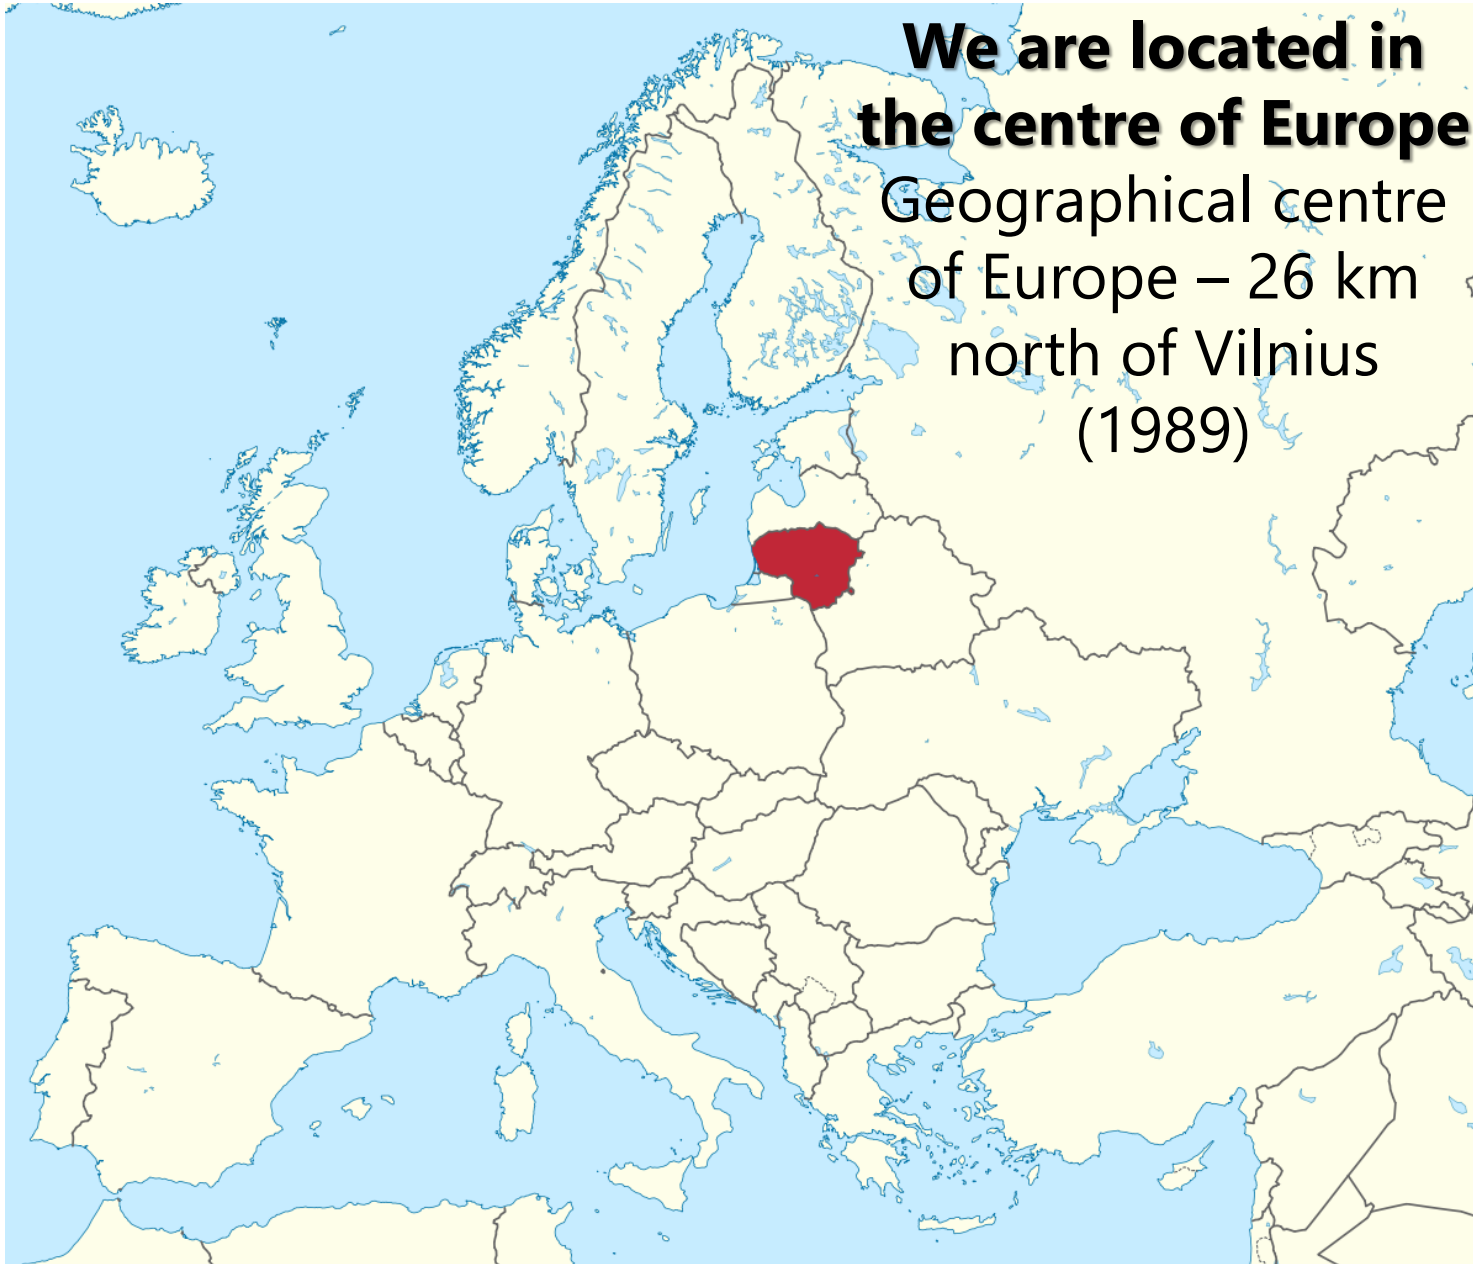 We are located in
the centre of Europe
Geographical centre
of Europe – 26 km
north of Vilnius
(1989)